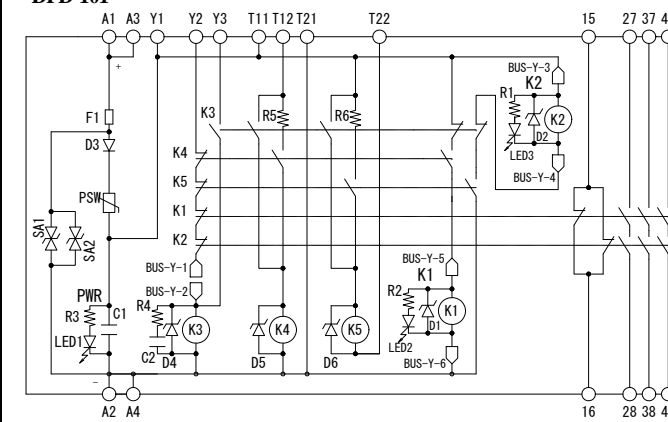 A1 A3 Y1 Y2 Y3 T11 T12 T21 T22 15 27 37
+
BUS-Y-3
K2
R1
K2
D2
LED3
BUS-Y-4
F1
D3
K3
R5
R6
K4
PSW
K5
SA1
SA2
K1
K2
BUS-Y-1
BUS-Y-2
BUS-Y-5
K1
PWR
R3
C1
LED1
R4
K3
C2
D4
K4
D5
K5
D6
R2
K1
D1
LED2
BUS-Y-6
−
A2 A4 16 28 38